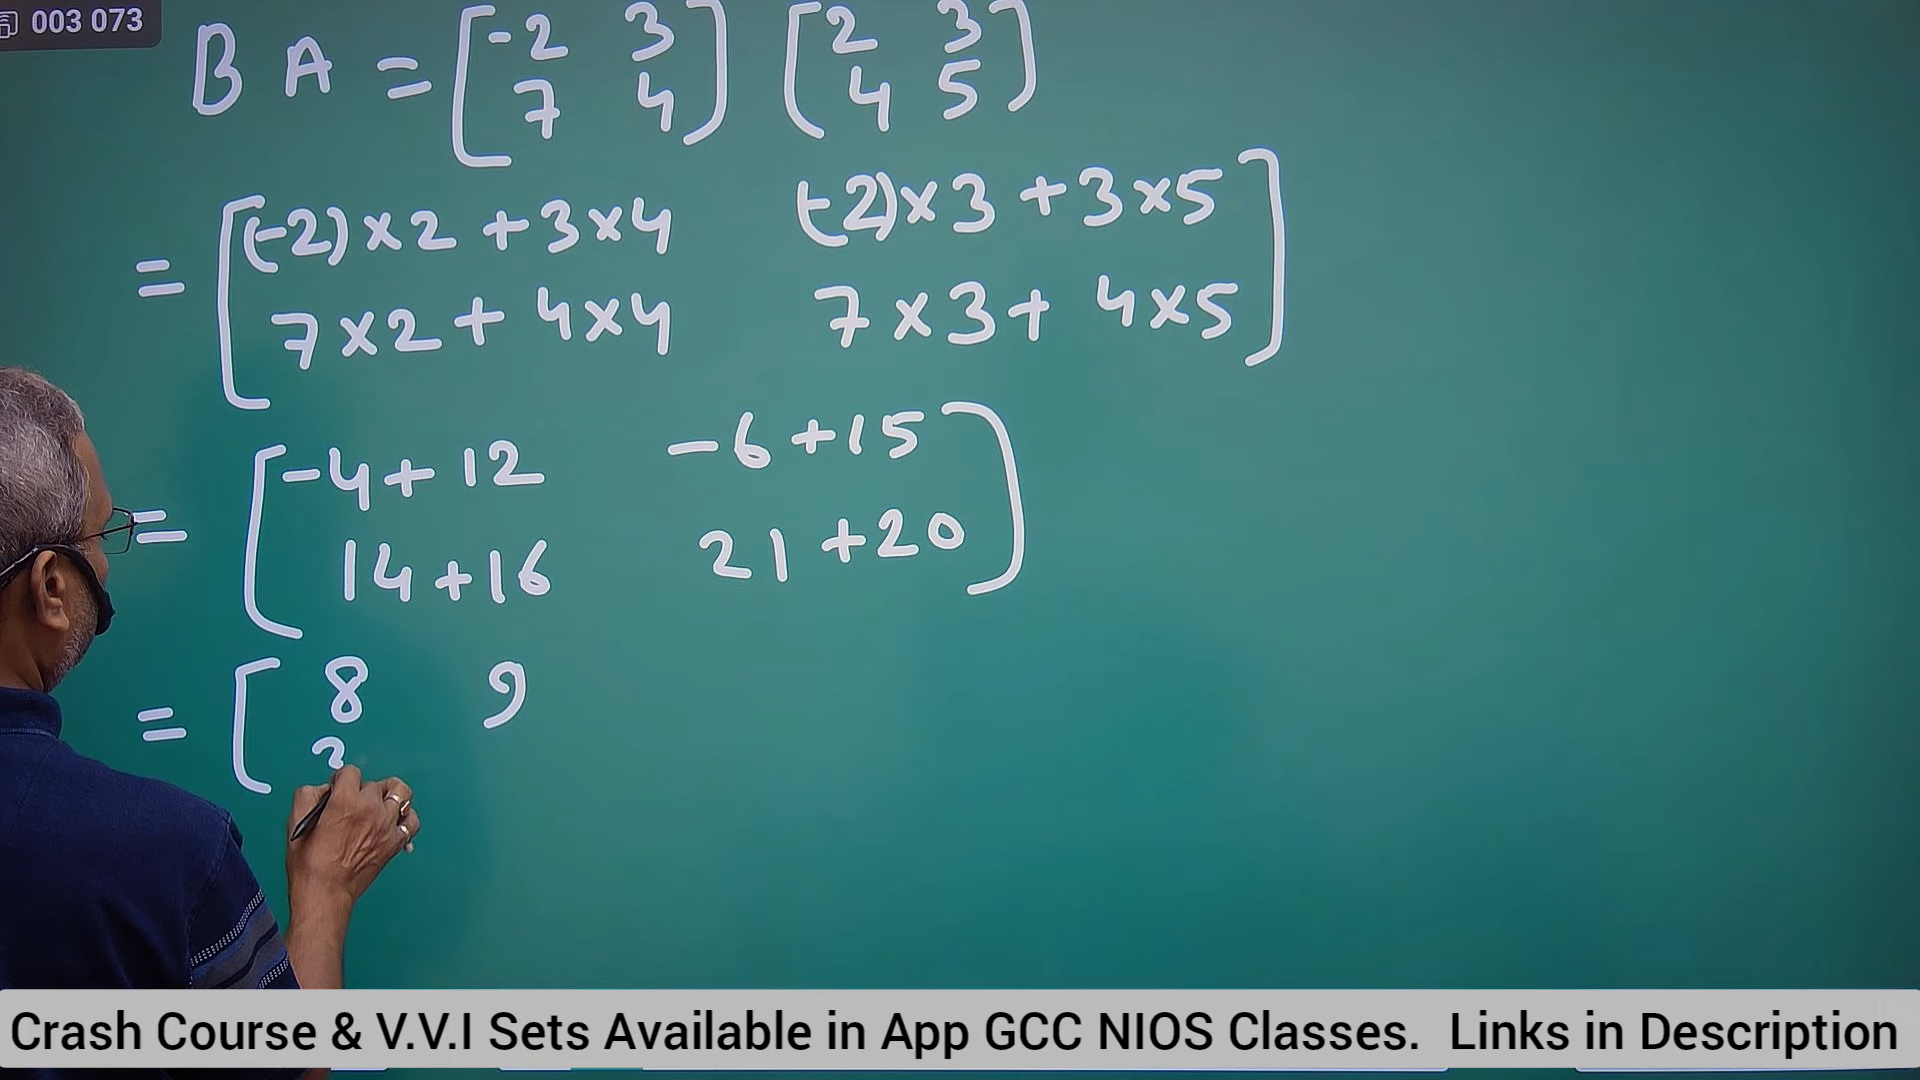 003 073
B A = [ -2 3 ] [ 2 3 ]
7 4 4 5
= [ (-2)×2 + 3×4 (-2)×3 + 3×5 ]
7×2 + 4×4 7×3 + 4×5
= [ -4 + 12 -6 + 15 ]
14 + 16 21 + 20
= [ 8 9
3
Crash Course & V.V.I Sets Available in App GCC NIOS Classes. Links in Description